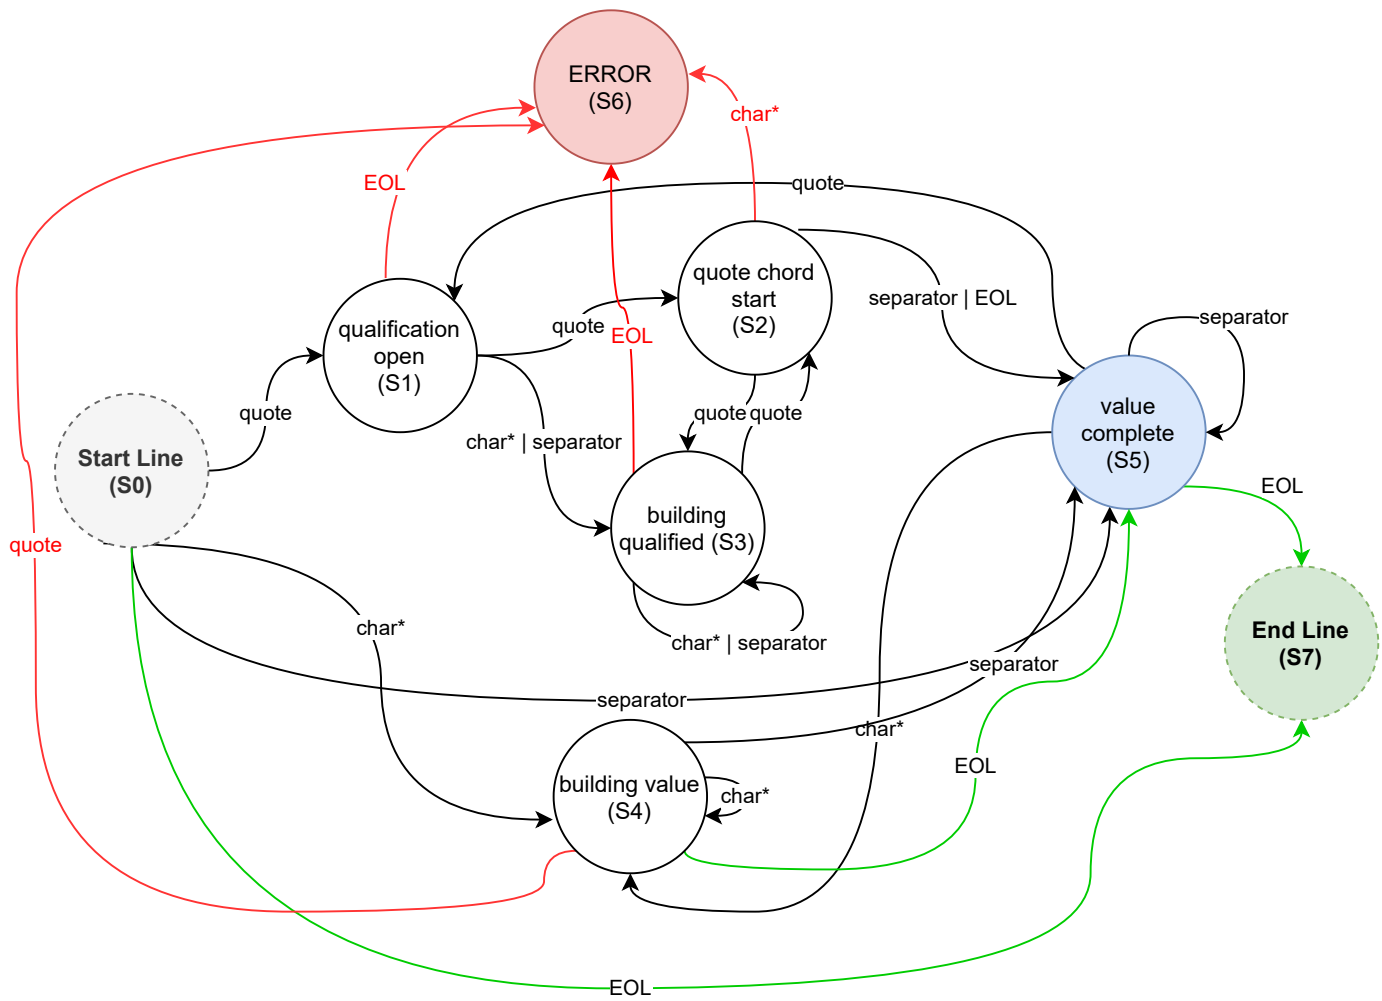 ERROR
(S6)
char*
EOL
quote
quote chord
start
(S2)
separator | EOL
qualification
open
(S1)
quote
EOL
separator
quote
quote
quote
char* | separator
value
complete
(S5)
Start Line
(S0)
EOL
building
qualified (S3)
quote
char*
char* | separator
End Line
(S7)
separator
separator
char*
EOL
building value
(S4)
char*
EOL